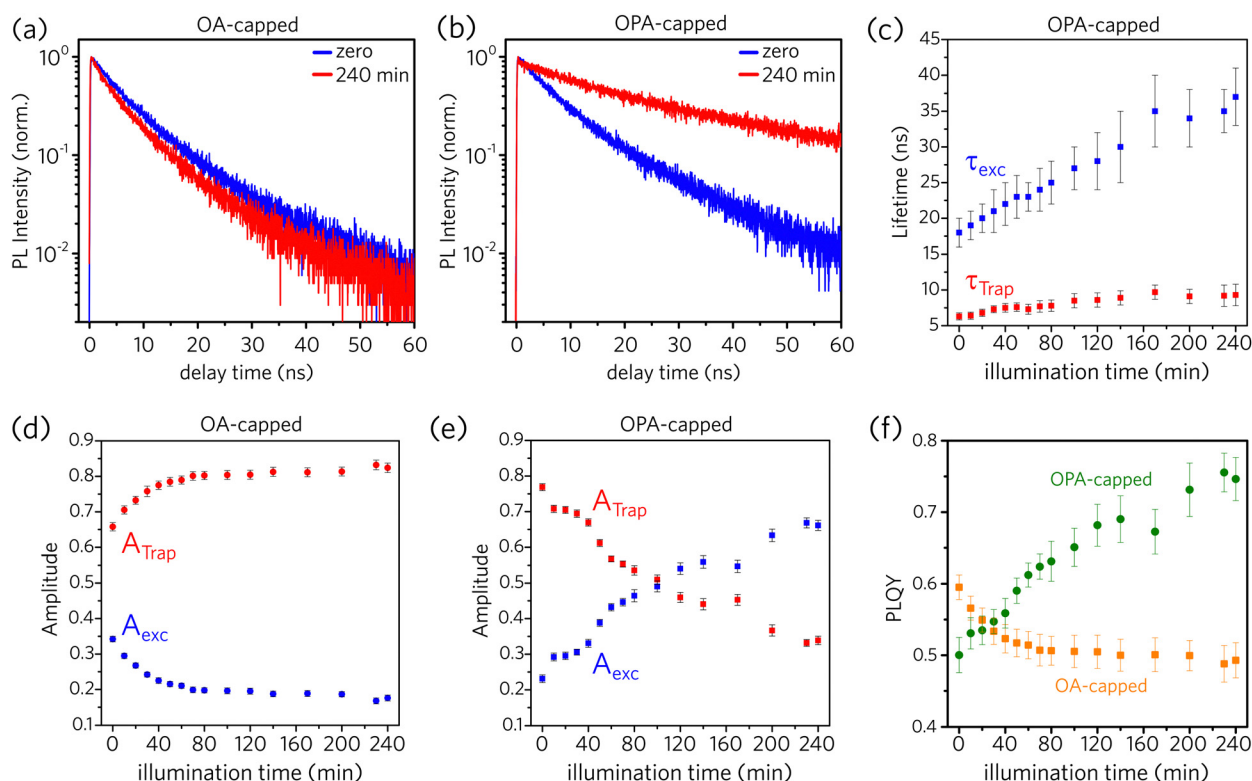 (a)
OA-capped
zero
240 min
10⁰
10⁻¹
10⁻²
PL Intensity (norm.)
0 10 20 30 40 50 60
delay time (ns)
(b)
OPA-capped
zero
240 min
10⁰
10⁻¹
10⁻²
PL Intensity (norm.)
0 10 20 30 40 50 60
delay time (ns)
(c)
OPA-capped
45
40
35
30
25
20
15
10
5
Lifetime (ns)
τexc
τTrap
0 40 80 120 160 200 240
illumination time (min)
(d)
OA-capped
0.9
0.8
0.7
0.6
0.5
0.4
0.3
0.2
0.1
Amplitude
ATrap
Aexc
0 40 80 120 160 200 240
illumination time (min)
(e)
OPA-capped
0.9
0.8
0.7
0.6
0.5
0.4
0.3
0.2
0.1
Amplitude
ATrap
Aexc
0 40 80 120 160 200 240
illumination time (min)
(f)
0.8
0.7
0.6
0.5
0.4
PLQY
OPA-capped
OA-capped
0 40 80 120 160 200 240
illumination time (min)